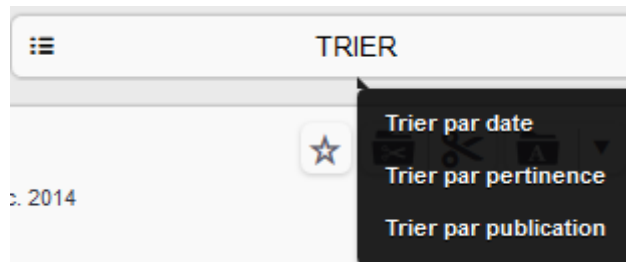 TRIER
Trier par date
Trier par pertinence
c. 2014
Trier par publication